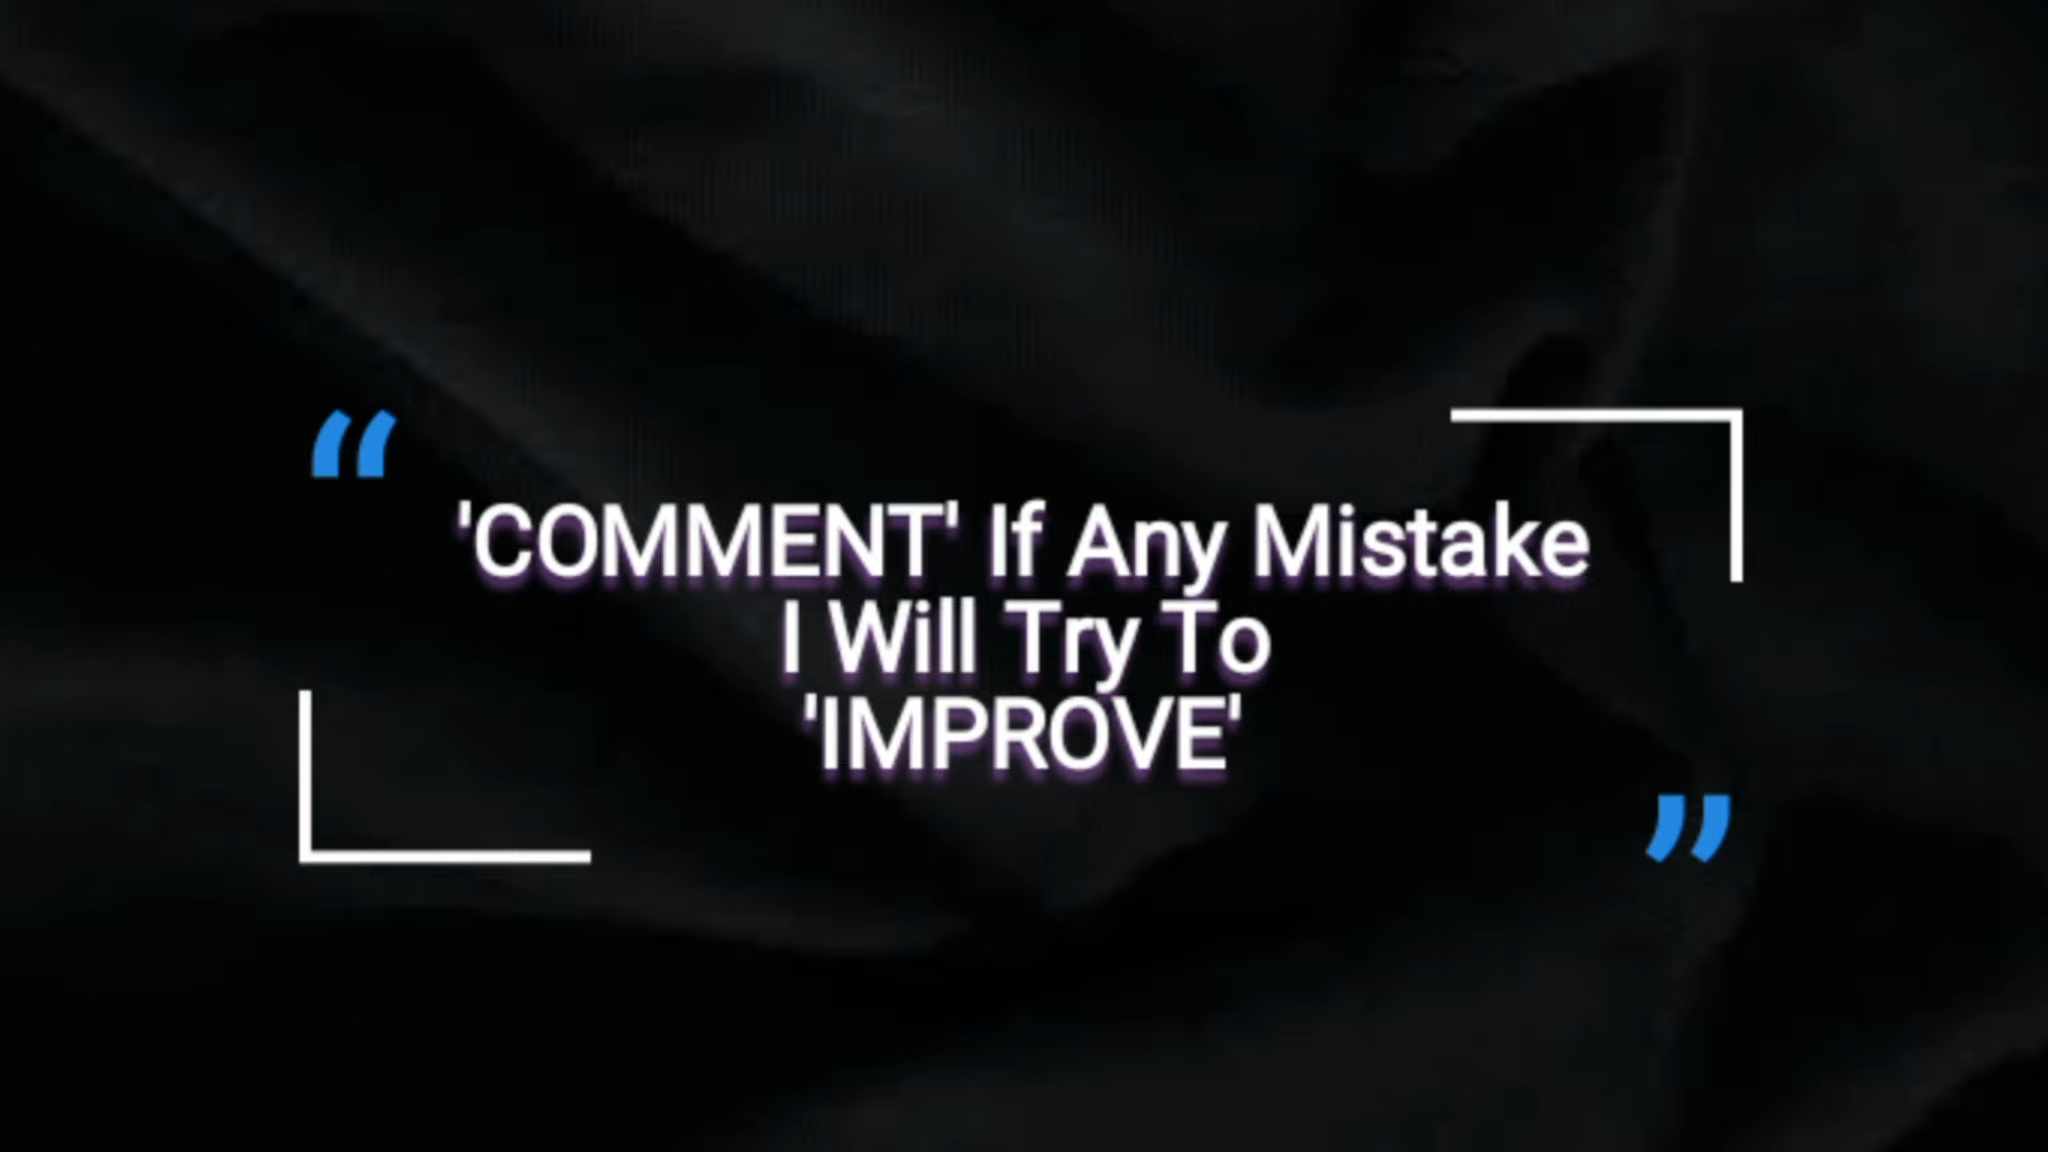 “
'COMMENT' If Any Mistake
I Will Try To
'IMPROVE'
”